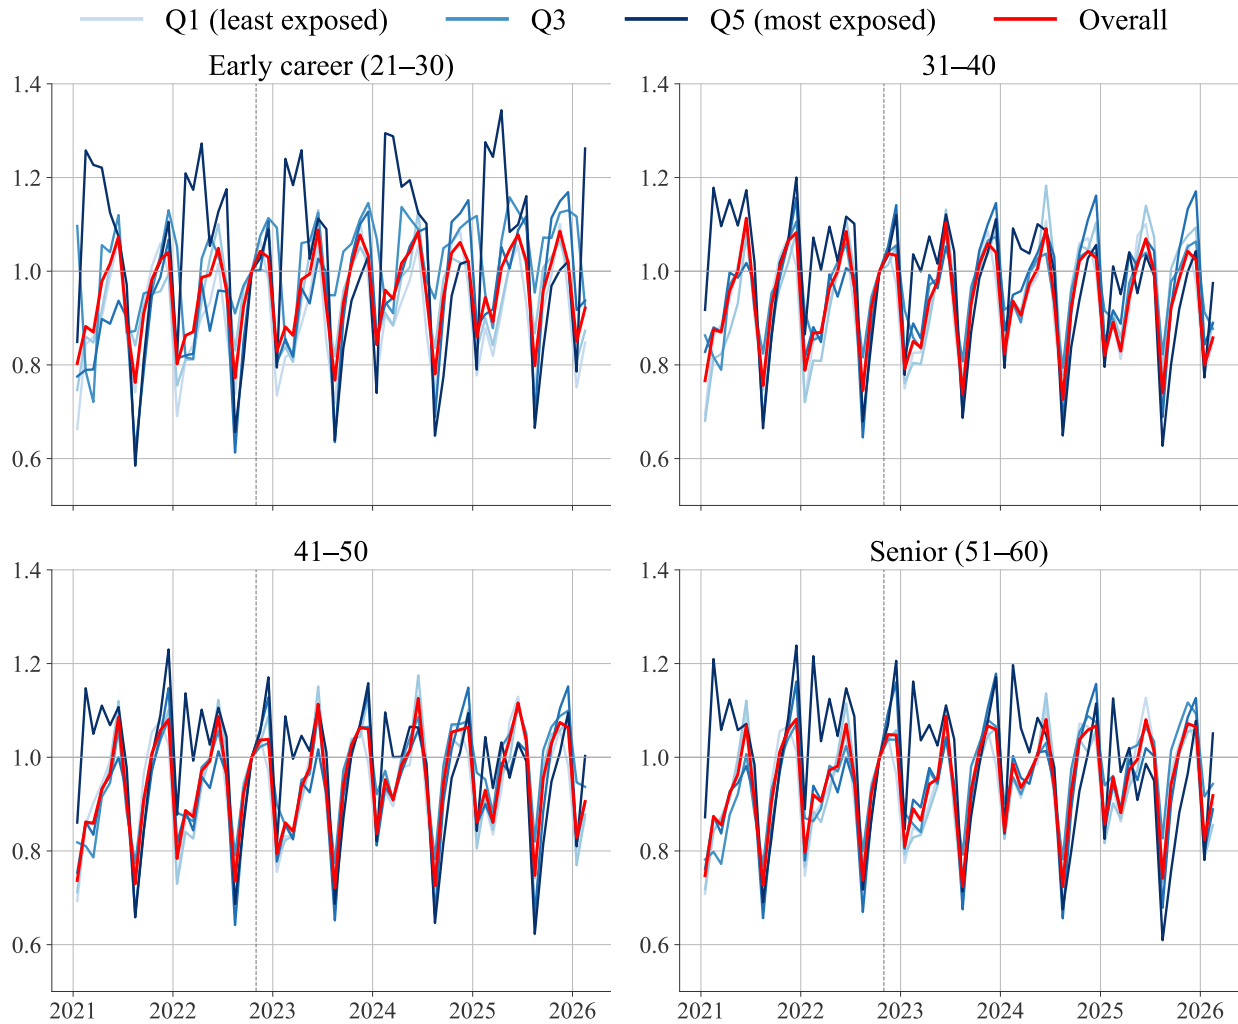 Q1 (least exposed) Q3 Q5 (most exposed) Overall
Early career (21–30) 31–40
1.4 1.4
1.2 1.2
1.0 1.0
0.8 0.8
0.6 0.6
41–50 Senior (51–60)
1.4 1.4
1.2 1.2
1.0 1.0
0.8 0.8
0.6 0.6
2021 2022 2023 2024 2025 2026 2021 2022 2023 2024 2025 2026